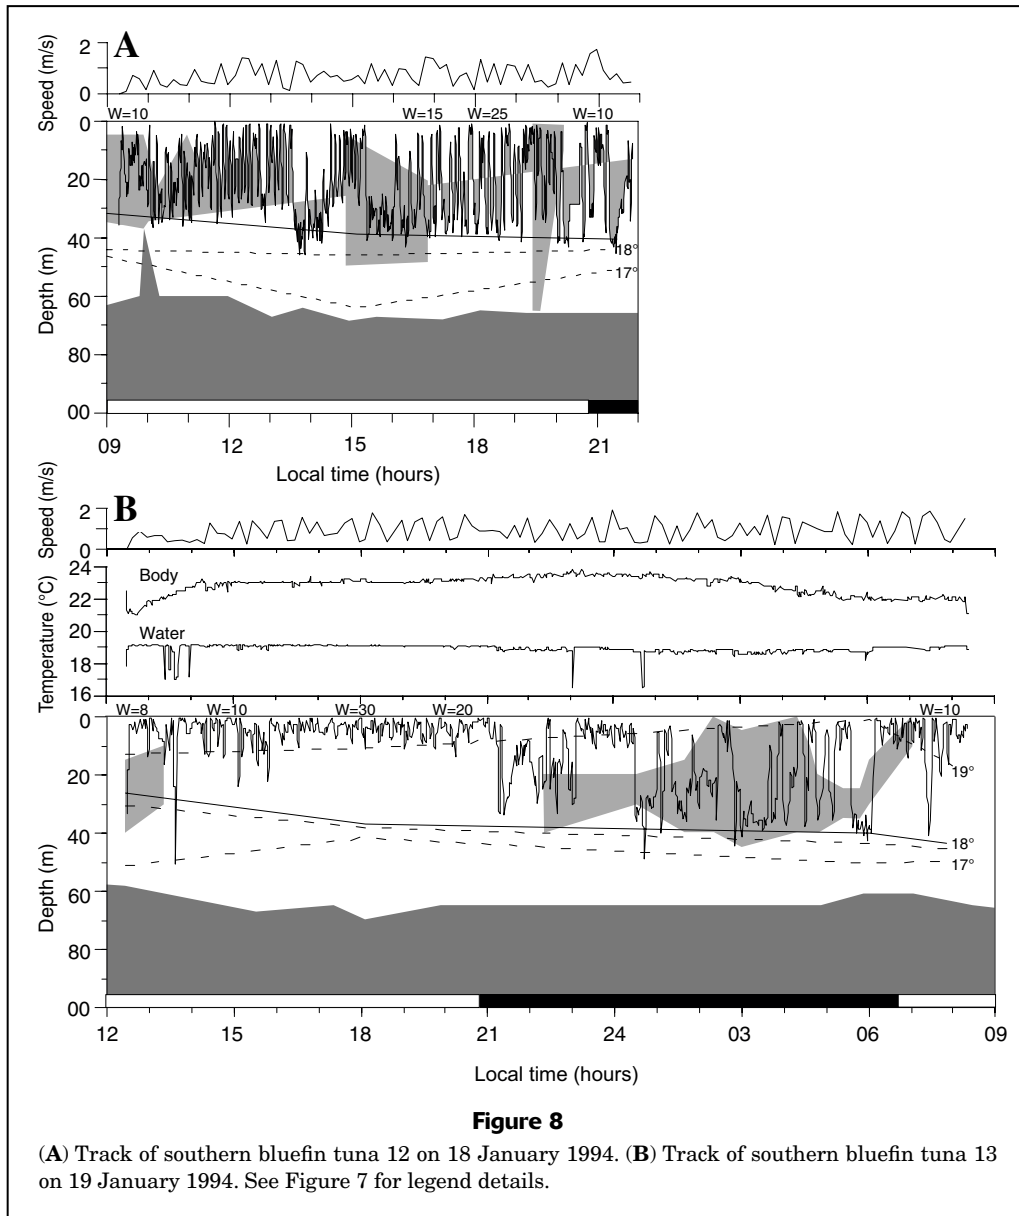 A
Speed (m/s)
2
0
W=10 W=15 W=25 W=10
Depth (m)
0
20
40
60
80
00
18°
17°
09 12 15 18 21
Local time (hours)
B
Speed (m/s)
2
0
Temperature (°C)
24
22
20
18
16
Body
Water
W=8 W=10 W=30 W=20 W=10
Depth (m)
0
20
40
60
80
00
19°
18°
17°
12 15 18 21 24 03 06 09
Local time (hours)
Figure 8
(A) Track of southern bluefin tuna 12 on 18 January 1994. (B) Track of southern bluefin tuna 13
on 19 January 1994. See Figure 7 for legend details.